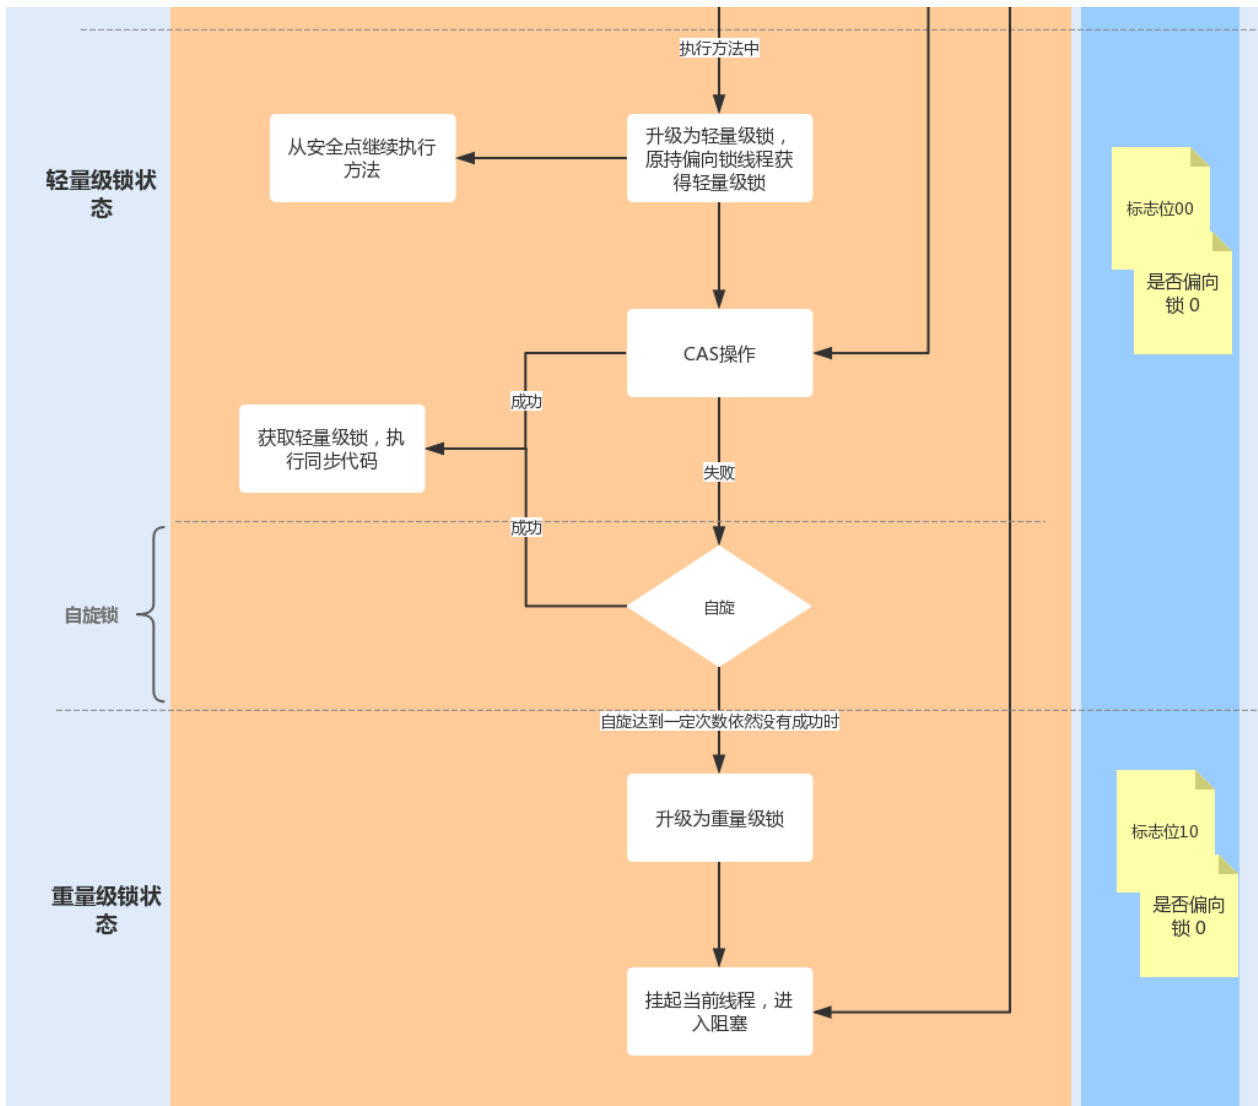 执行方法中
从安全点继续执行
方法
升级为轻量级锁，
原持偏向锁线程获
得轻量级锁
轻量级锁状
态
标志位00
是否偏向
锁 0
CAS操作
成功
获取轻量级锁，执
行同步代码
失败
成功
自旋锁
自旋
自旋达到一定次数依然没有成功时
升级为重量级锁
标志位10
重量级锁状
态
是否偏向
锁 0
挂起当前线程，进
入阻塞